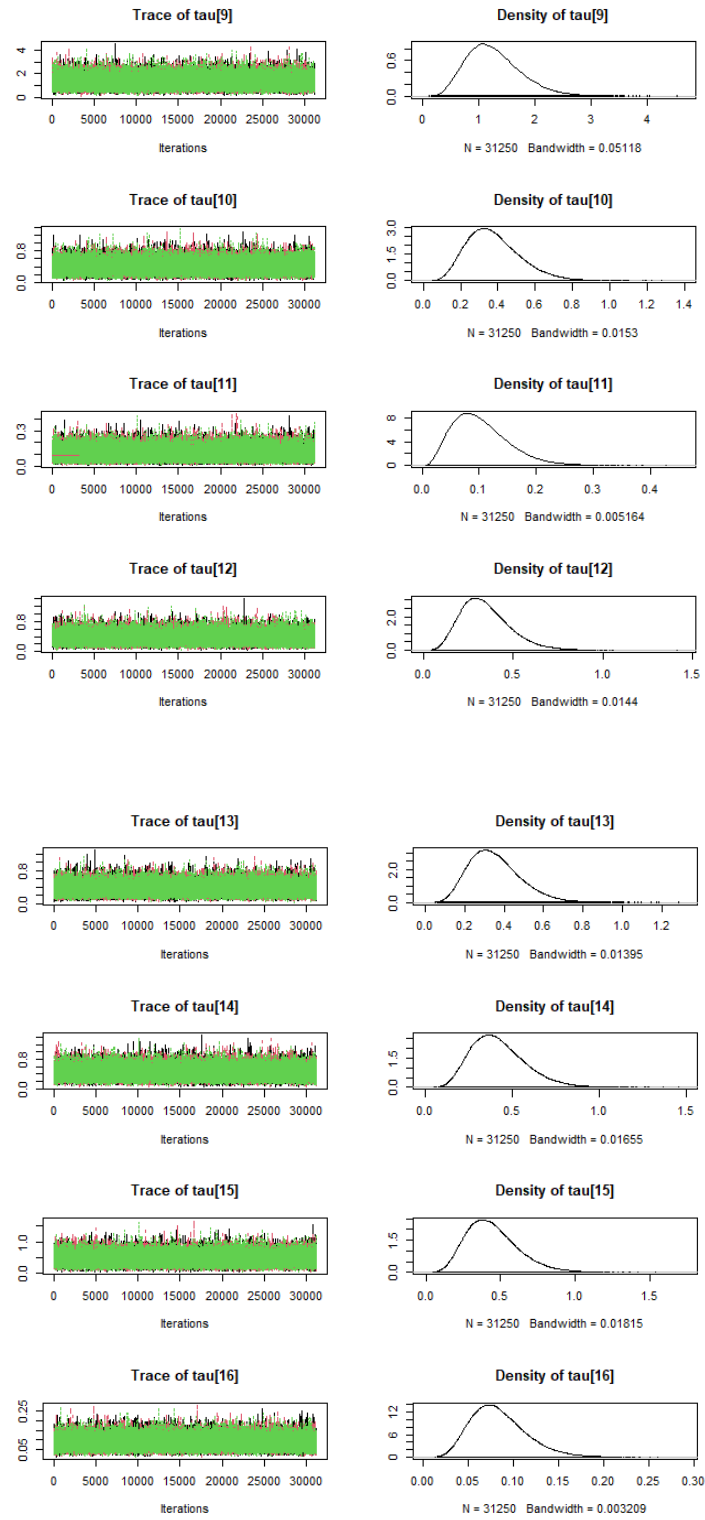 Trace of tau[9]
Density of tau[9]
0 2 4
0 5000 10000 15000 20000 25000 30000
Iterations
0.0 0.6
0 1 2 3 4
N = 31250 Bandwidth = 0.05118
Trace of tau[10]
Density of tau[10]
0.0 0.8
0 5000 10000 15000 20000 25000 30000
Iterations
0.0 1.5 3.0
0.0 0.2 0.4 0.6 0.8 1.0 1.2 1.4
N = 31250 Bandwidth = 0.0153
Trace of tau[11]
Density of tau[11]
0.0 0.3
0 5000 10000 15000 20000 25000 30000
Iterations
0 4 8
0.0 0.1 0.2 0.3 0.4
N = 31250 Bandwidth = 0.005164
Trace of tau[12]
Density of tau[12]
0.0 0.8
0 5000 10000 15000 20000 25000 30000
Iterations
0.0 2.0
0.0 0.5 1.0 1.5
N = 31250 Bandwidth = 0.0144
Trace of tau[13]
Density of tau[13]
0.0 0.8
0 5000 10000 15000 20000 25000 30000
Iterations
0.0 2.0
0.0 0.2 0.4 0.6 0.8 1.0 1.2
N = 31250 Bandwidth = 0.01395
Trace of tau[14]
Density of tau[14]
0.0 0.8
0 5000 10000 15000 20000 25000 30000
Iterations
0.0 1.5
0.0 0.5 1.0 1.5
N = 31250 Bandwidth = 0.01655
Trace of tau[15]
Density of tau[15]
0.0 1.0
0 5000 10000 15000 20000 25000 30000
Iterations
0.0 1.5
0.0 0.5 1.0 1.5
N = 31250 Bandwidth = 0.01815
Trace of tau[16]
Density of tau[16]
0.05 0.25
0 5000 10000 15000 20000 25000 30000
Iterations
0 6 12
0.00 0.05 0.10 0.15 0.20 0.25 0.30
N = 31250 Bandwidth = 0.003209